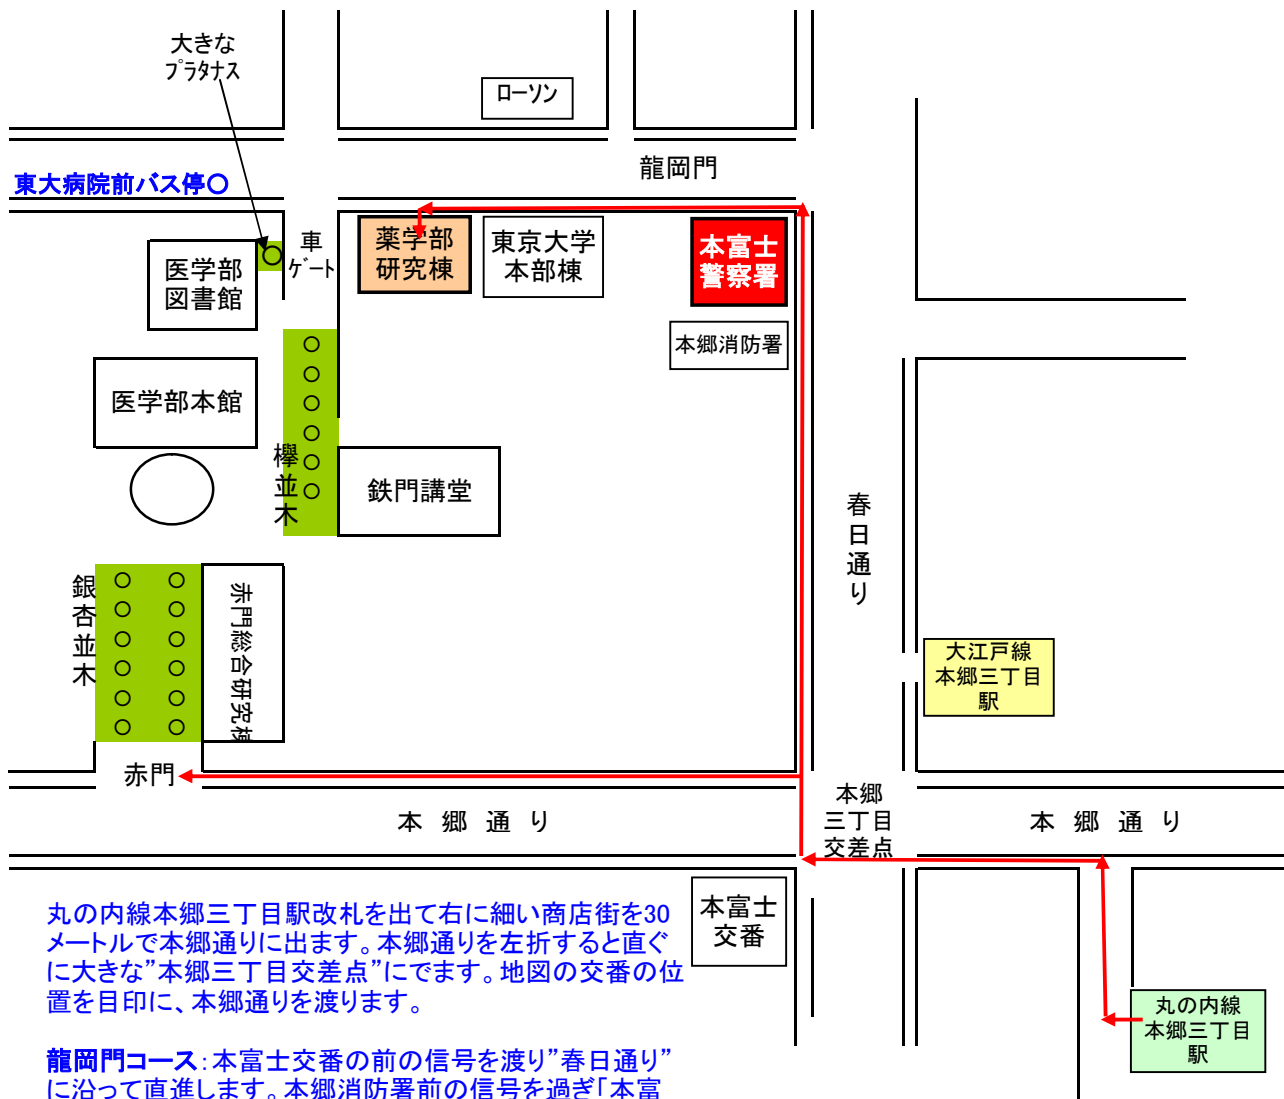 大きな
プラタナス
ローソン
龍岡門
東大病院前バス停○
車
ゲート
薬学部
研究棟
東京大学
本部棟
本富士
警察署
医学部
図書館
本郷消防署
医学部本館
欅並木
鉄門講堂
春日通り
銀杏並木
赤門総合研究棟
大江戸線
本郷三丁目
駅
赤門
本郷
三丁目
交差点
本 郷 通 り
本 郷 通 り
本富士
交番
丸の内線本郷三丁目駅改札を出て右に細い商店街を30
メートルで本郷通りに出ます。本郷通りを左折すると直ぐ
に大きな”本郷三丁目交差点”にでます。地図の交番の位
置を目印に、本郷通りを渡ります。
丸の内線
本郷三丁目
駅
龍岡門コース:本富士交番の前の信号を渡り”春日通り”
に沿って直進します。本郷消防署前の信号を過ぎ「本富